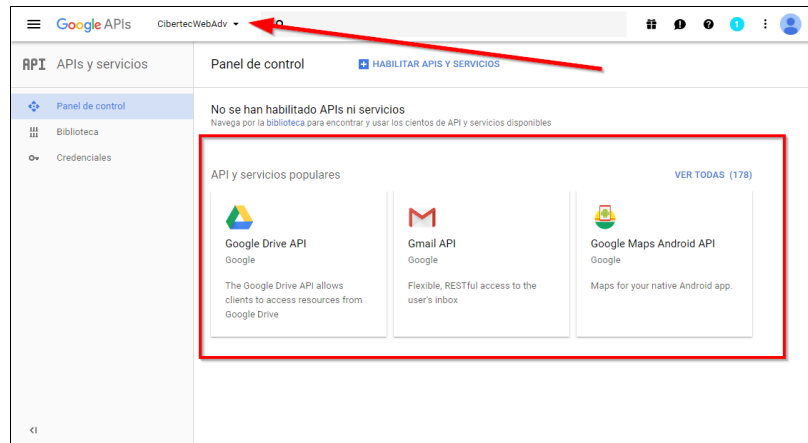 Google APIs
CibertecWebAdv
1
API APIs y servicios
Panel de control
HABILITAR APIS Y SERVICIOS
Panel de control
Biblioteca
Credenciales
No se han habilitado APIs ni servicios
Navega por la biblioteca para encontrar y usar los cientos de API y servicios disponibles
API y servicios populares
VER TODAS (178)
Google Drive API
Google
The Google Drive API allows
clients to access resources from
Google Drive
Gmail API
Google
Flexible, RESTful access to the
user's inbox
Google Maps Android API
Google
Maps for your native Android app.